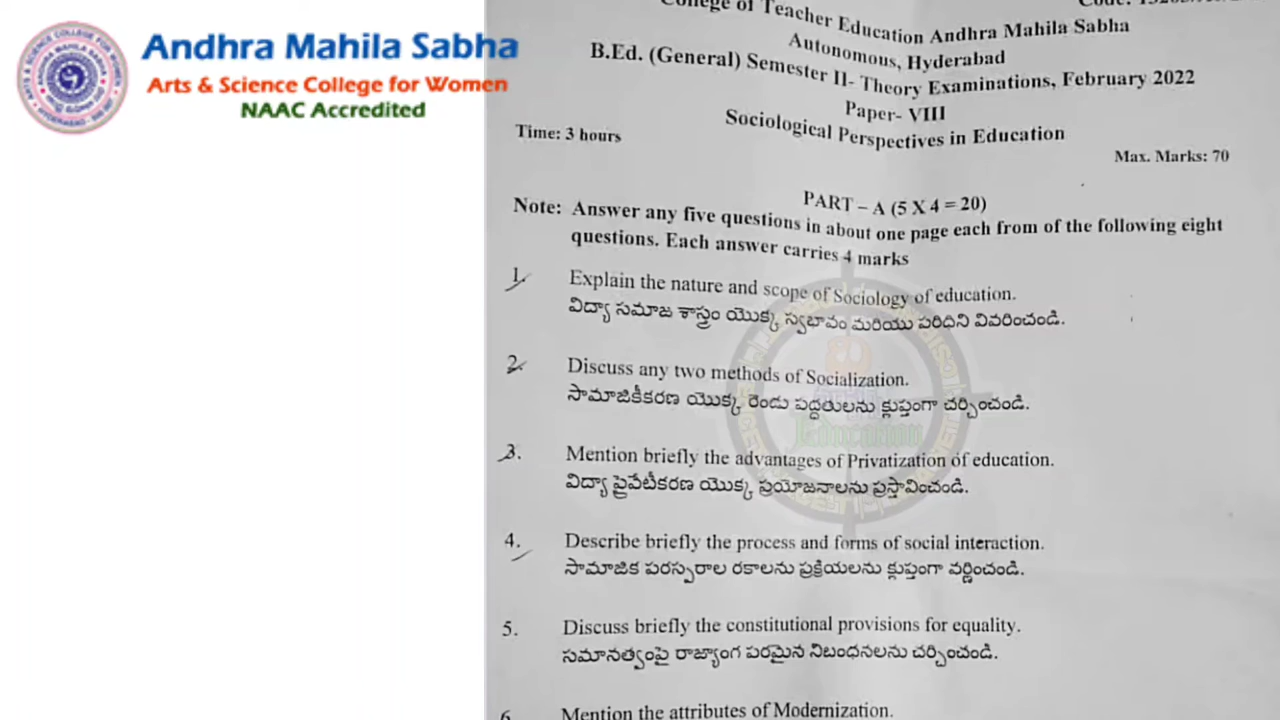 Andhra Mahila Sabha
Arts & Science College for Women
NAAC Accredited
College of Teacher Education Andhra Mahila Sabha
Autonomous, Hyderabad
B.Ed. (General) Semester II- Theory Examinations, February 2022
Paper- VIII
Sociological Perspectives in Education
Time: 3 hours
Max. Marks: 70
PART – A (5 X 4 = 20)
Note: Answer any five questions in about one page each from of the following eight
questions. Each answer carries 4 marks
1. Explain the nature and scope of Sociology of education.
విద్యా సమాజ శాస్త్రం యొక్క స్వభావం మరియు పరిధిని వివరించండి.
2. Discuss any two methods of Socialization.
సామాజికీకరణ యొక్క రెండు పద్దతులను క్లుప్తంగా చర్చించండి.
3. Mention briefly the advantages of Privatization of education.
విద్యా ప్రైవేటీకరణ యొక్క ప్రయోజనాలను ప్రస్తావించండి.
4. Describe briefly the process and forms of social interaction.
సామాజిక పరస్పరాల రకాలను ప్రక్రియలను క్లుప్తంగా వర్ణించండి.
5. Discuss briefly the constitutional provisions for equality.
సమానత్వంపై రాజ్యాంగ పరమైన నిబంధనలను చర్చించండి.
6. Mention the attributes of Modernization.